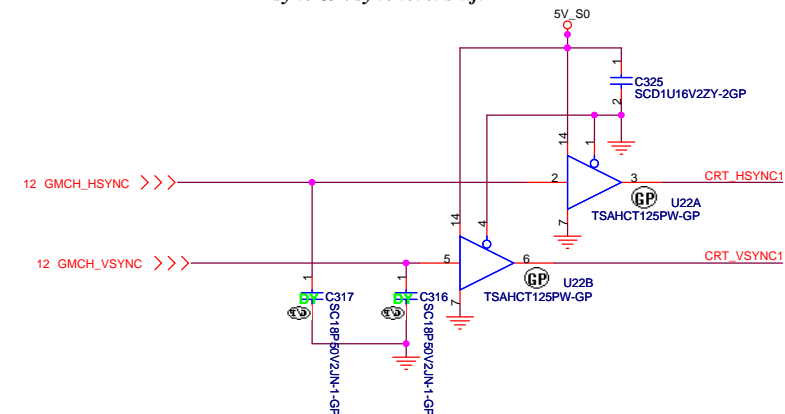 5V_S0
1
C325
SCD1U16V2ZY-2GP
2
14
1
12 GMCH_HSYNC
2
3
CRT_HSYNC1
GP
U22A
TSAHCT125PW-GP
7
14
4
12 GMCH_VSYNC
5
6
CRT_VSYNC1
GP
U22B
TSAHCT125PW-GP
7
1
DY
C317
SC18P50V2JN-1-GP
1
DY
C316
SC18P50V2JN-1-GP